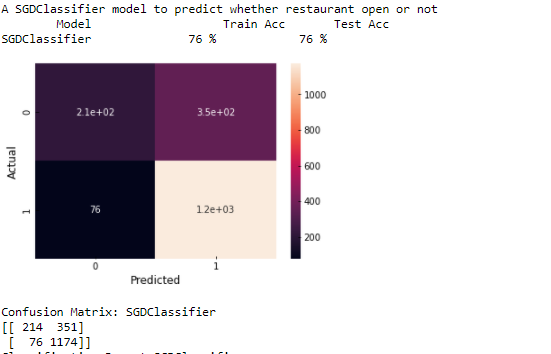 A SGDClassifier model to predict whether restaurant open or not
Model Train Acc Test Acc
SGDClassifier 76 % 76 %
0 2.1e+02 3.5e+02
1 76 1.2e+03
Actual
0 1
Predicted
1000
800
600
400
200
Confusion Matrix: SGDClassifier
[[ 214 351]
[ 76 1174]]